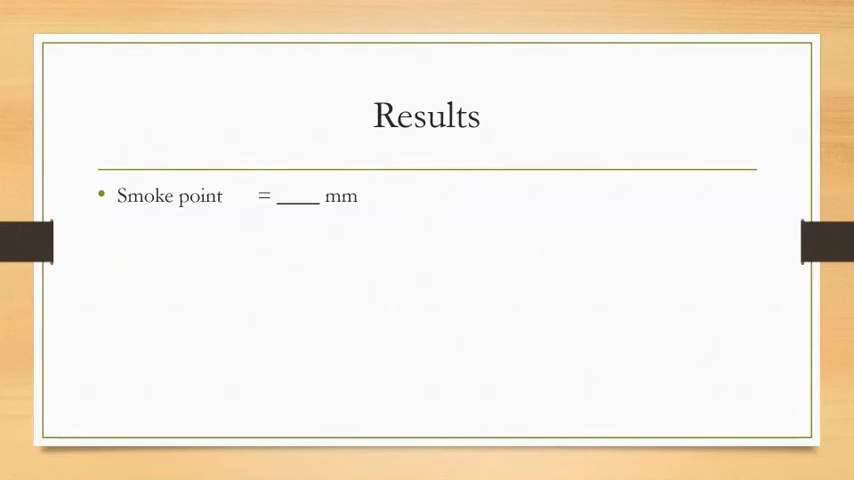 Results
• Smoke point = ____ mm